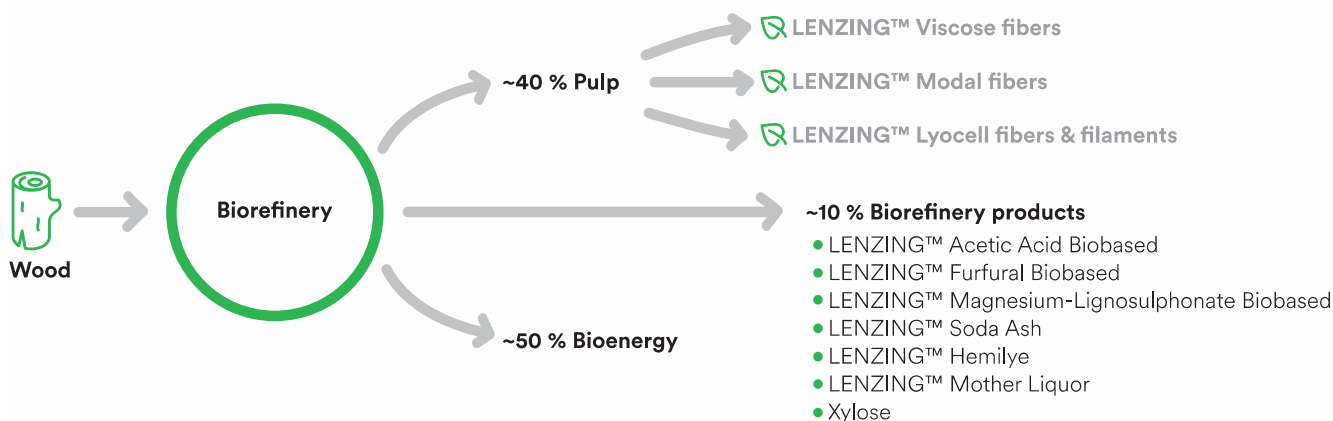 LENZING™ Viscose fibers
~40 % Pulp
LENZING™ Modal fibers
LENZING™ Lyocell fibers & filaments
Wood
Biorefinery
~10 % Biorefinery products
LENZING™ Acetic Acid Biobased
LENZING™ Furfural Biobased
LENZING™ Magnesium-Lignosulphonate Biobased
LENZING™ Soda Ash
LENZING™ Hemilye
LENZING™ Mother Liquor
Xylose
~50 % Bioenergy